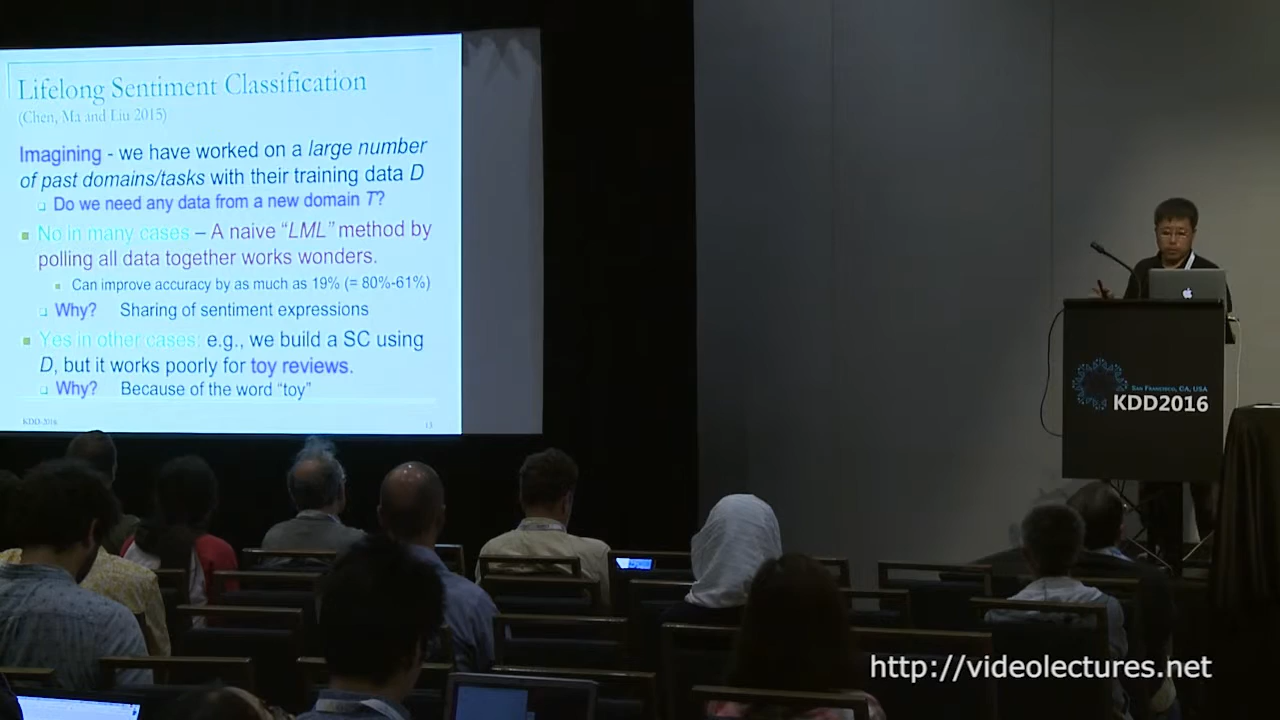 Lifelong Sentiment Classification
(Chen, Ma and Liu 2015)
Imagining - we have worked on a large number
of past domains/tasks with their training data D
Do we need any data from a new domain T?
No in many cases – A naive “LML” method by
polling all data together works wonders.
Can improve accuracy by as much as 19% (= 80%-61%)
Why? Sharing of sentiment expressions
Yes in other cases: e.g., we build a SC using
D, but it works poorly for toy reviews.
Why? Because of the word “toy”
KDD-2016
13
San Francisco, CA, USA
KDD2016
http://videolectures.net